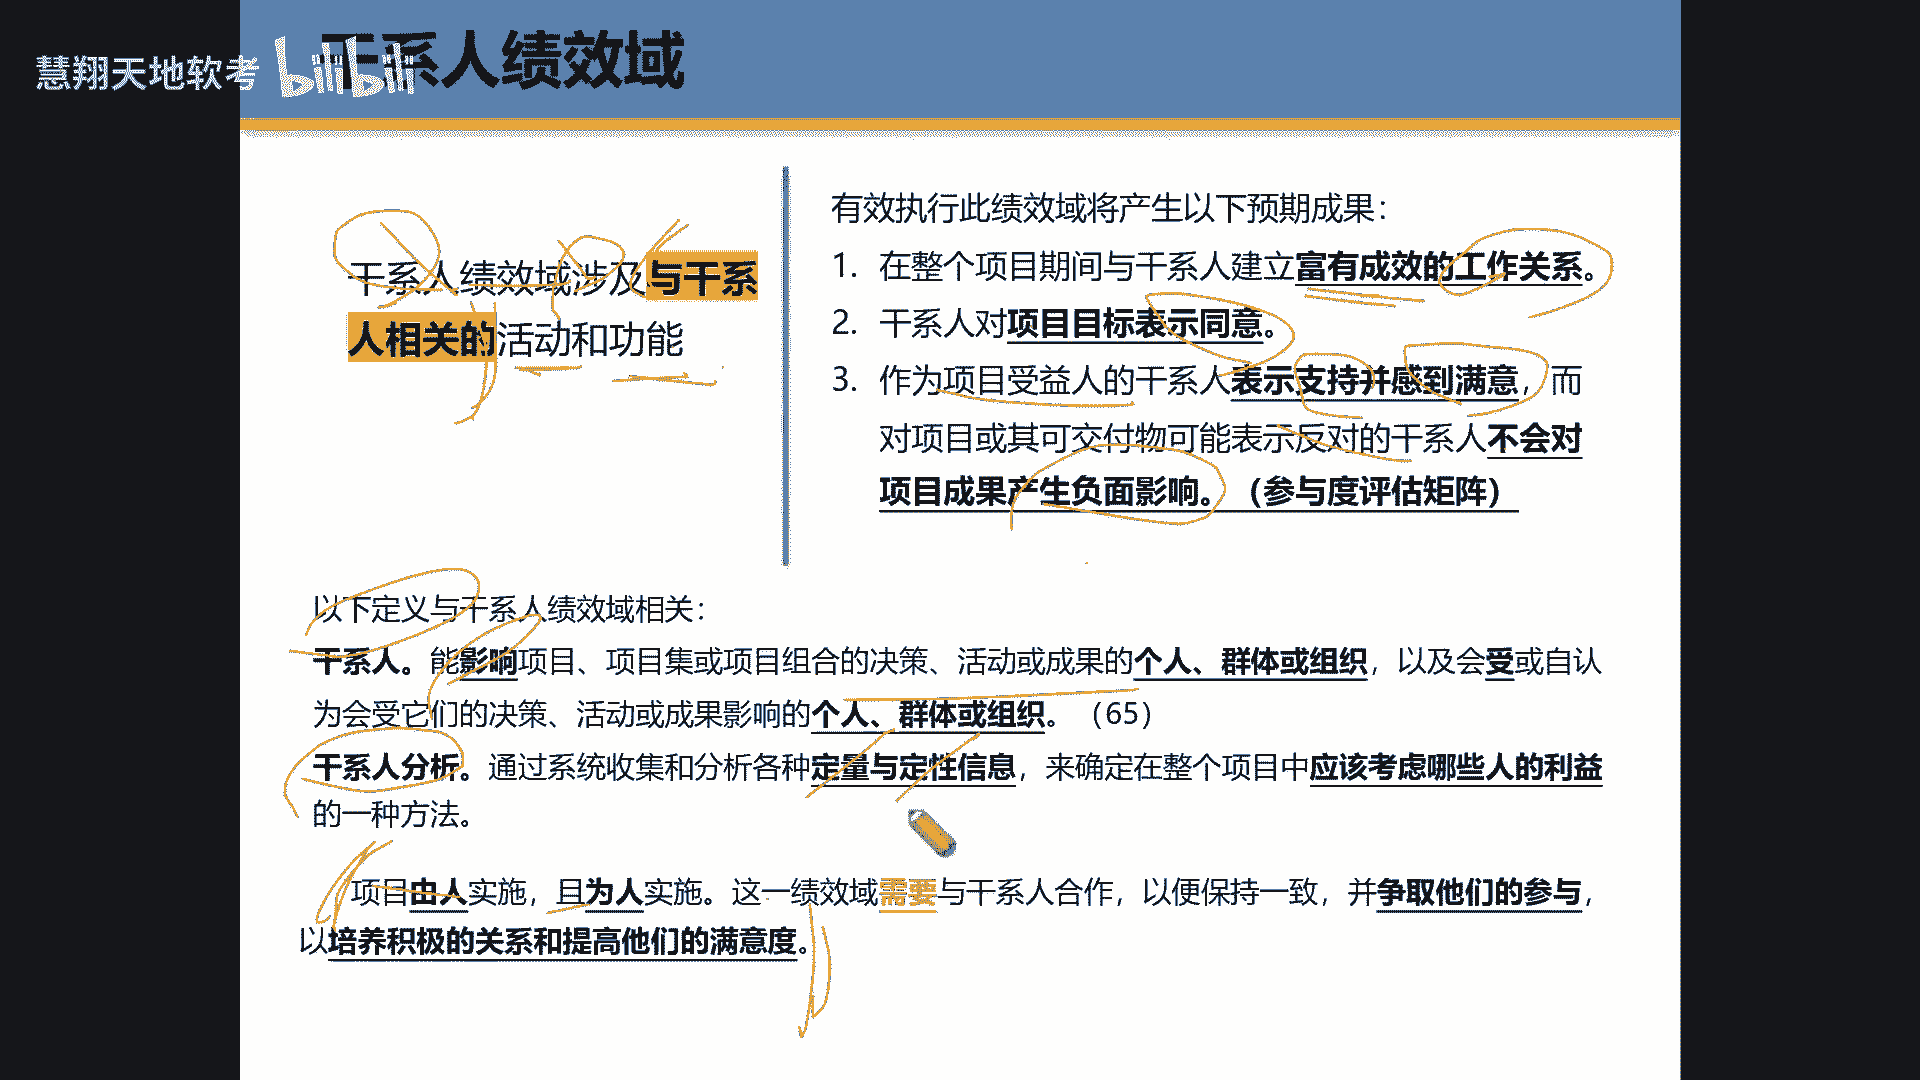 慧翔天地软考 bilibili
干系人绩效域
干系人绩效域涉及与干系
人相关的活动和功能
有效执行此绩效域将产生以下预期成果：
1. 在整个项目期间与干系人建立富有成效的工作关系。
2. 干系人对项目目标表示同意。
3. 作为项目受益人的干系人表示支持并感到满意，而
对项目或其可交付物可能表示反对的干系人不会对
项目成果产生负面影响。（参与度评估矩阵）
以下定义与干系人绩效域相关：
干系人。能影响项目、项目集或项目组合的决策、活动或成果的个人、群体或组织，以及会受或自认
为会受它们的决策、活动或成果影响的个人、群体或组织。（65）
干系人分析。通过系统收集和分析各种定量与定性信息，来确定在整个项目中应该考虑哪些人的利益
的一种方法。
项目由人实施，且为人实施。这一绩效域需要与干系人合作，以便保持一致，并争取他们的参与，
以培养积极的关系和提高他们的满意度。